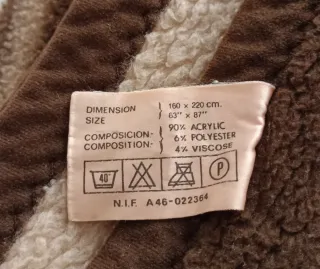 DIMENSION 160 x 220 cm.
SIZE 63" x 87"
COMPOSICION- 90% ACRYLIC
COMPOSITION- 6% POLYESTER
4% VISCOSE
40° P
N.I.F. A46-022364